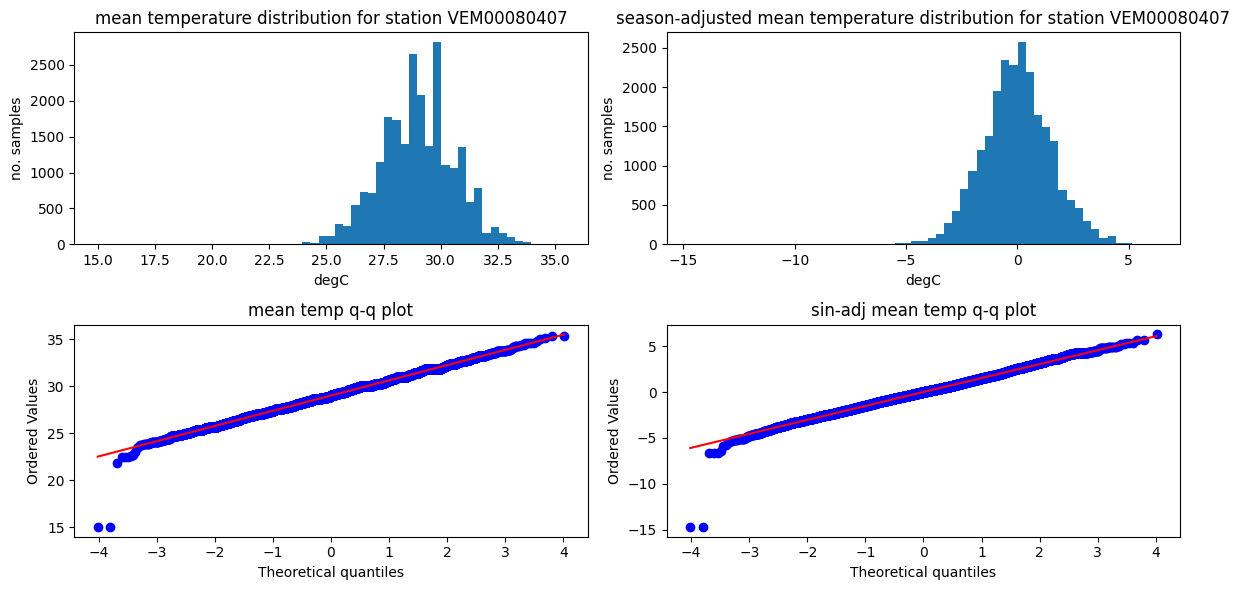 mean temperature distribution for station VEM00080407
no. samples
2500
2000
1500
1000
500
0
15.0 17.5 20.0 22.5 25.0 27.5 30.0 32.5 35.0
degC
season-adjusted mean temperature distribution for station VEM00080407
no. samples
2500
2000
1500
1000
500
0
−15 −10 −5 0 5
degC
mean temp q-q plot
Ordered Values
35
30
25
20
15
−4 −3 −2 −1 0 1 2 3 4
Theoretical quantiles
sin-adj mean temp q-q plot
Ordered Values
5
0
−5
−10
−15
−4 −3 −2 −1 0 1 2 3 4
Theoretical quantiles